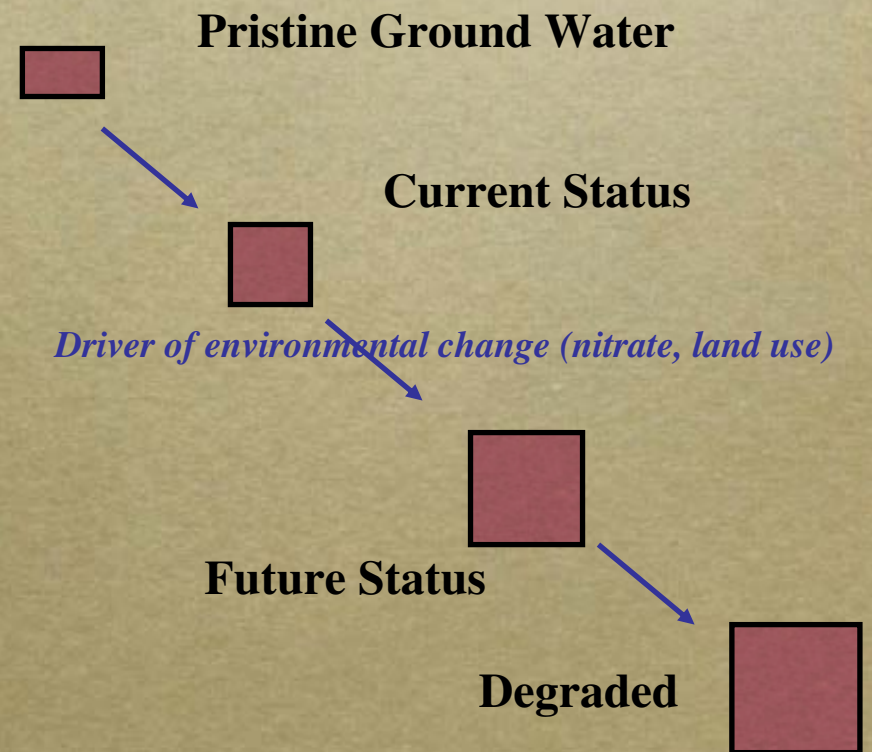 Pristine Ground Water
Current Status
Driver of environmental change (nitrate, land use)
Future Status
Degraded